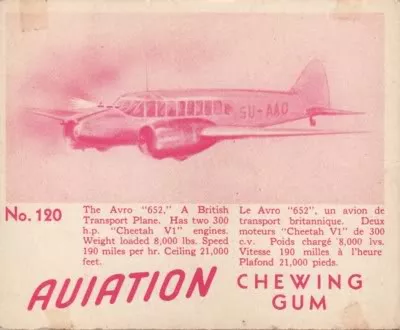 SU-AAO
No. 120
The Avro "652," A British
Transport Plane. Has two 300
h.p. "Cheetah V1" engines.
Weight loaded 8,000 lbs. Speed
190 miles per hr. Ceiling 21,000
feet.
Le Avro "652", un avion de
transport britannique. Deux
moteurs "Cheetah V1" de 300
c.v. Poids chargé 8,000 lvs.
Vitesse 190 milles à l'heure
Plafond 21,000 pieds.
AVIATION
CHEWING
GUM